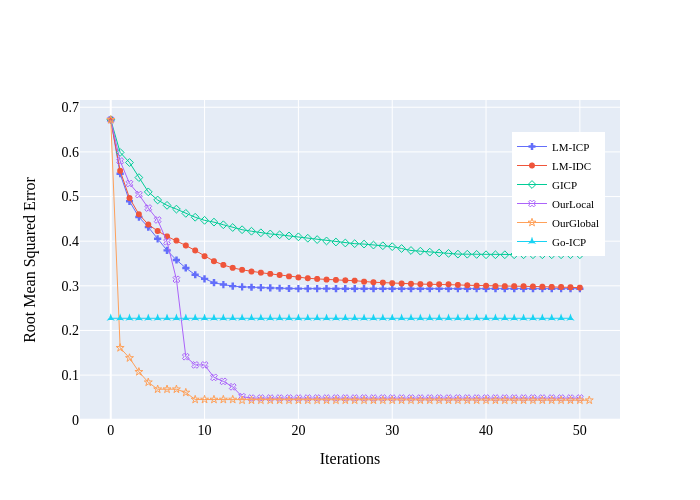 0.7
0.6
0.5
0.4
0.3
0.2
0.1
0
Root Mean Squared Error
0
10
20
30
40
50
Iterations
LM-ICP
LM-IDC
GICP
OurLocal
OurGlobal
Go-ICP